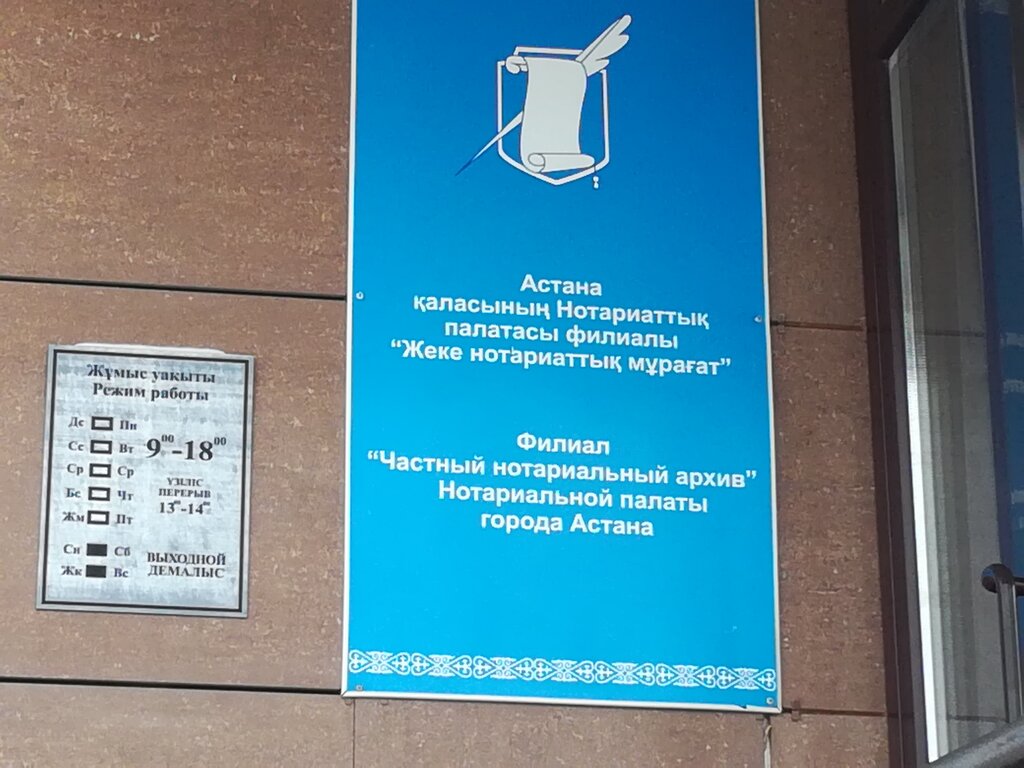 Астана
қаласының Нотариаттық
палатасы филиалы
“Жеке нотариаттық мұрағат”
Филиал
“Частный нотариальный архив”
Нотариальной палаты
города Астана
Жұмыс уақыты
Режим работы
Дс Пн
Сс Вт
Ср Ср
Бс Чт
Жм Пт
9⁰⁰-18⁰⁰
ҮЗІЛІС
ПЕРЕРЫВ
13⁰⁰-14⁰⁰
Сн Сб
Жк Вс
ВЫХОДНОЙ
ДЕМАЛЫС